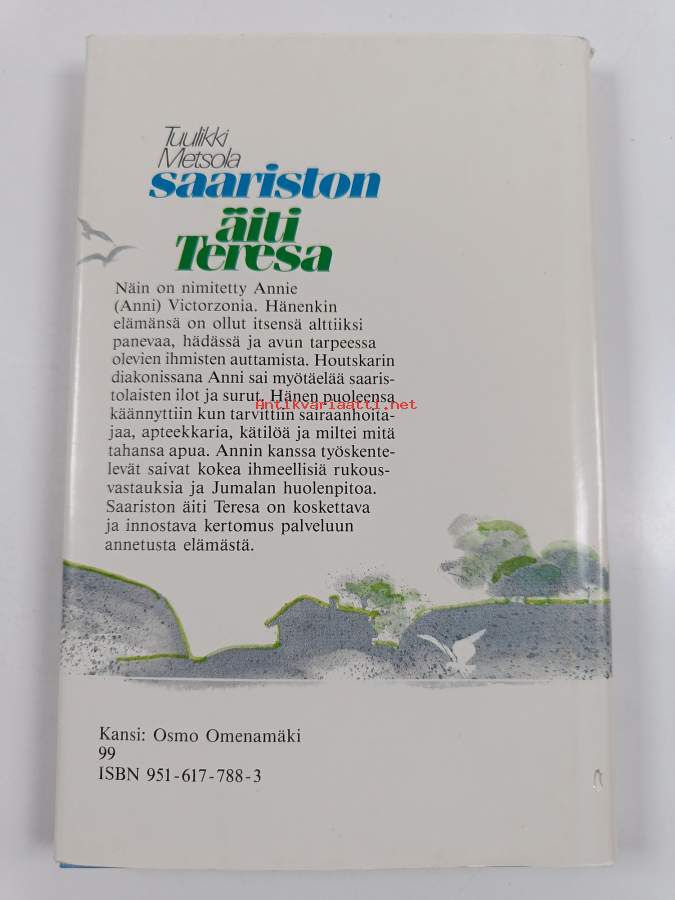 Tuulikki
Metsola
saariston
äiti
Teresa
Näin on nimitetty Annie
(Anni) Victorzonia. Hänenkin
elämänsä on ollut itsensä alttiiksi
panevaa, hädässä ja avun tarpeessa
olevien ihmisten auttamista. Houtskarin
diakonissana Anni sai myötäelää saaris-
tolaisten ilot ja surut. Hänen puoleensa
Antikvariaatti.net
käännyttiin kun tarvittiin sairaanhoita-
jaa, apteekkaria, kätilöä ja miltei mitä
tahansa apua. Annin kanssa työskente-
levät saivat kokea ihmeellisiä rukous-
vastauksia ja Jumalan huolenpitoa.
Saariston äiti Teresa on koskettava
ja innostava kertomus palveluun
annetusta elämästä.
Kansi: Osmo Omenamäki
99
ISBN 951-617-788-3